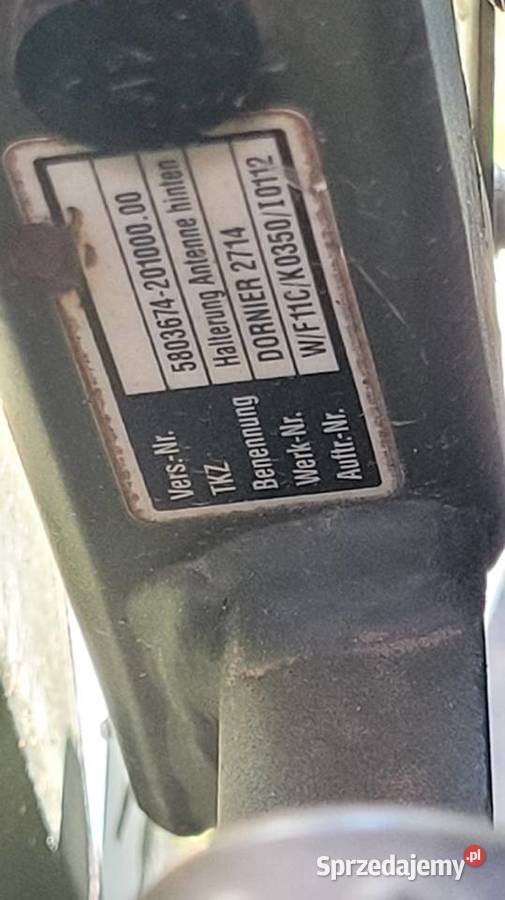 Vers.-Nr.
TKZ 5803674-201000.00
Benennung Halterung Antenne hinten
Werk-Nr. DORNIER 2714
Auftr.-Nr. W/F11C/K0350/I0112
Sprzedajemy.pl